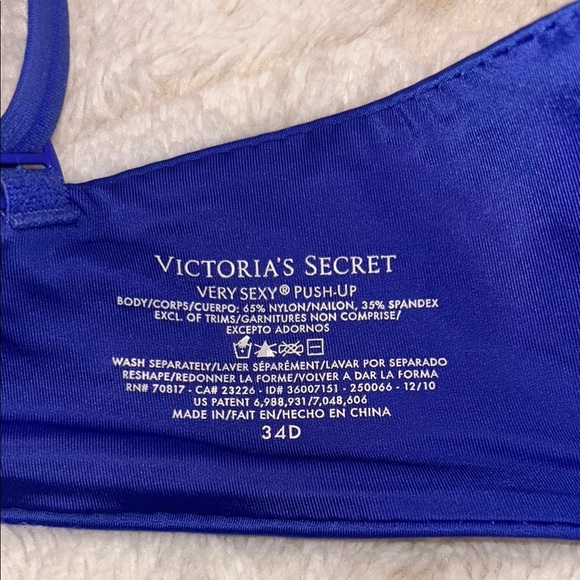 VICTORIA'S SECRET
VERY SEXY® PUSH-UP
BODY/CORPS/CUERPO: 65% NYLON/NAILON, 35% SPANDEX
EXCL. OF TRIMS/GARNITURES NON COMPRISE/
EXCEPTO ADORNOS
WASH SEPARATELY/LAVER SÉPARÉMENT/LAVAR POR SEPARADO
RESHAPE/REDONNER LA FORME/VOLVER A DAR LA FORMA
RN# 70817 - CA# 23226 - ID# 36007151 - 250066 - 12/10
US PATENT 6,988,931/7,048,606
MADE IN/FAIT EN/HECHO EN CHINA
34D